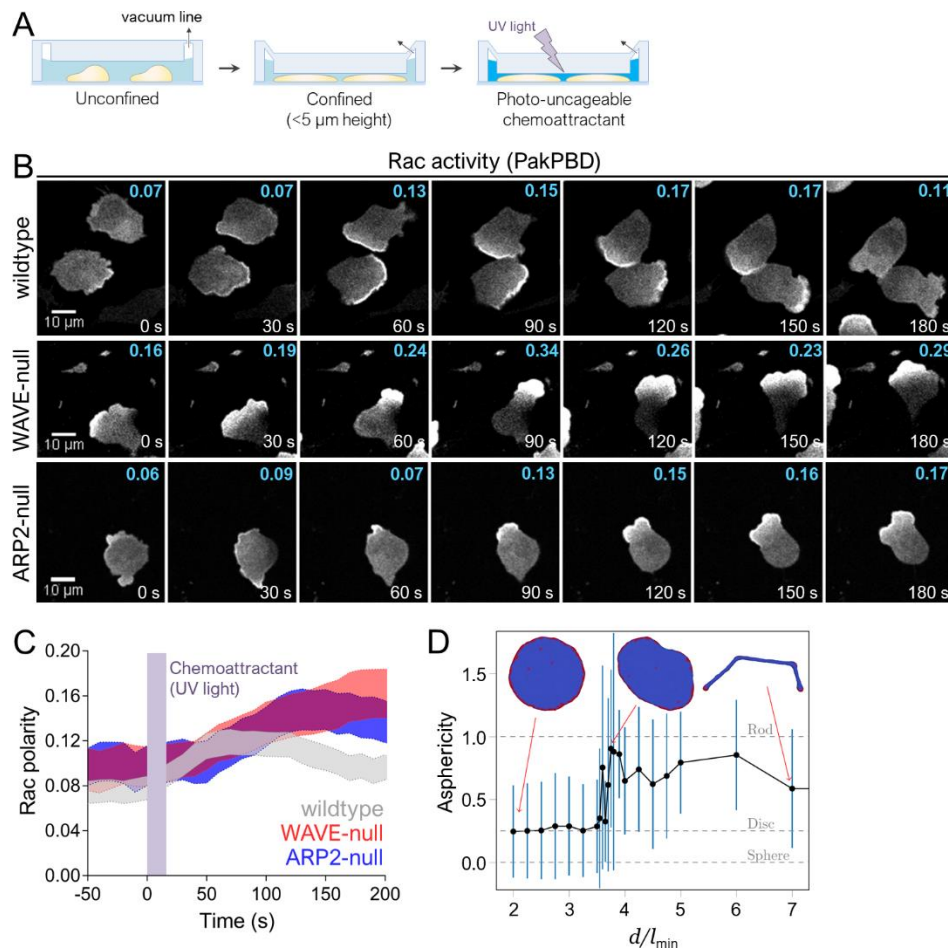 A
vacuum line
UV light
Unconfined
Confined
(<5 µm height)
Photo-uncageable
chemoattractant
B
Rac activity (PakPBD)
wildtype
0.07 0.07 0.13 0.15 0.17 0.17 0.11
10 µm
0 s 30 s 60 s 90 s 120 s 150 s 180 s
WAVE-null
0.16 0.19 0.24 0.34 0.26 0.23 0.29
10 µm
0 s 30 s 60 s 90 s 120 s 150 s 180 s
ARP2-null
0.06 0.09 0.07 0.13 0.15 0.16 0.17
10 µm
0 s 30 s 60 s 90 s 120 s 150 s 180 s
C
Rac polarity
0.20
0.16
0.12
0.08
0.04
0.00
Chemoattractant
(UV light)
wildtype
WAVE-null
ARP2-null
-50 0 50 100 150 200
Time (s)
D
Asphericity
1.5
1.0
0.5
0.0
Rod
Disc
Sphere
2 3 4 5 6 7
d/lmin